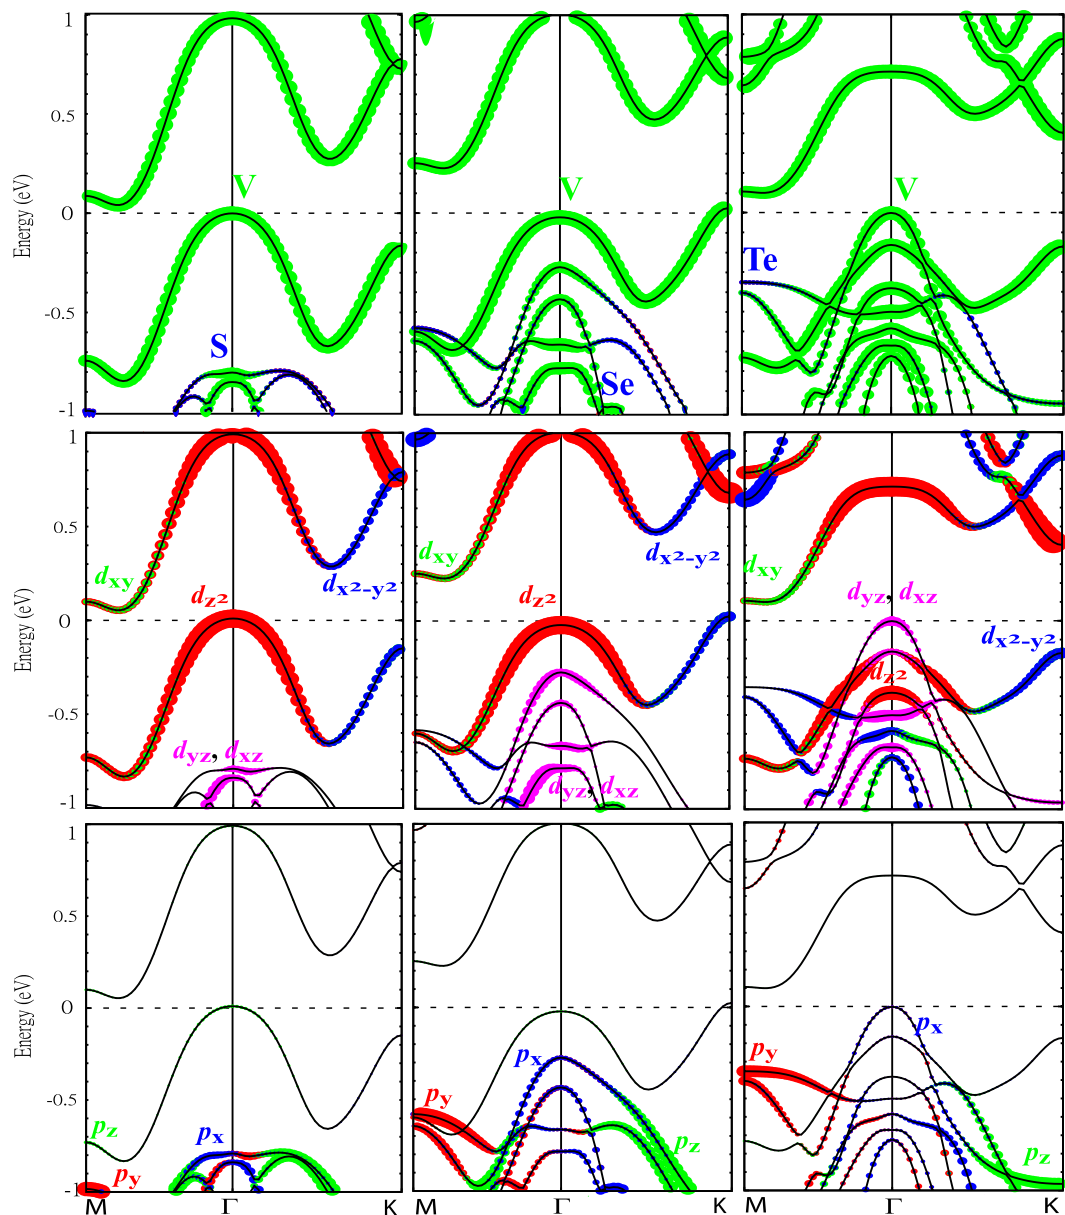 1
0.5
0
-0.5
-1
Energy (eV)
V
S
V
Se
V
Te
1
0.5
0
-0.5
-1
Energy (eV)
dxy
dz²
dx²-y²
dyz, dxz
dxy
dz²
dx²-y²
dyz, dxz
dxy
dyz, dxz
dx²-y²
dz²
1
0.5
0
-0.5
-1
Energy (eV)
pz
px
py
px
py
pz
px
py
pz
M Γ K M Γ K M Γ K